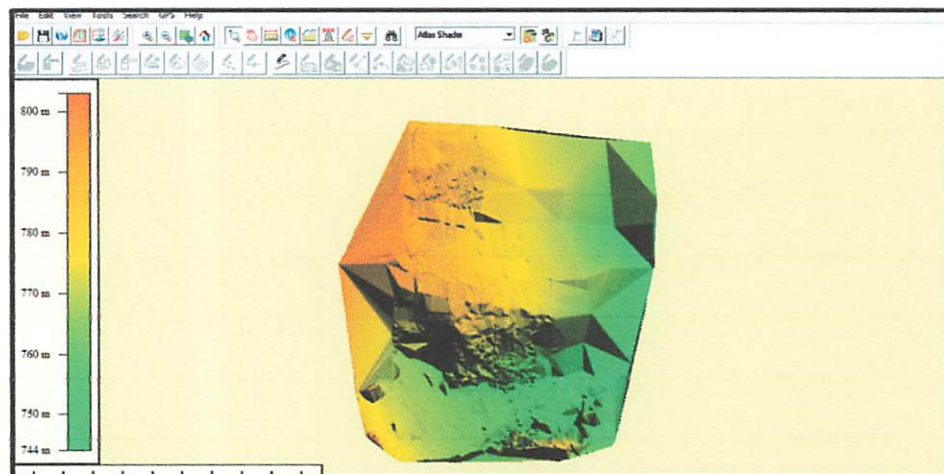 File Edit View Tools Search GPS Help
Atlas Shader
800 m
790 m
780 m
770 m
760 m
750 m
744 m